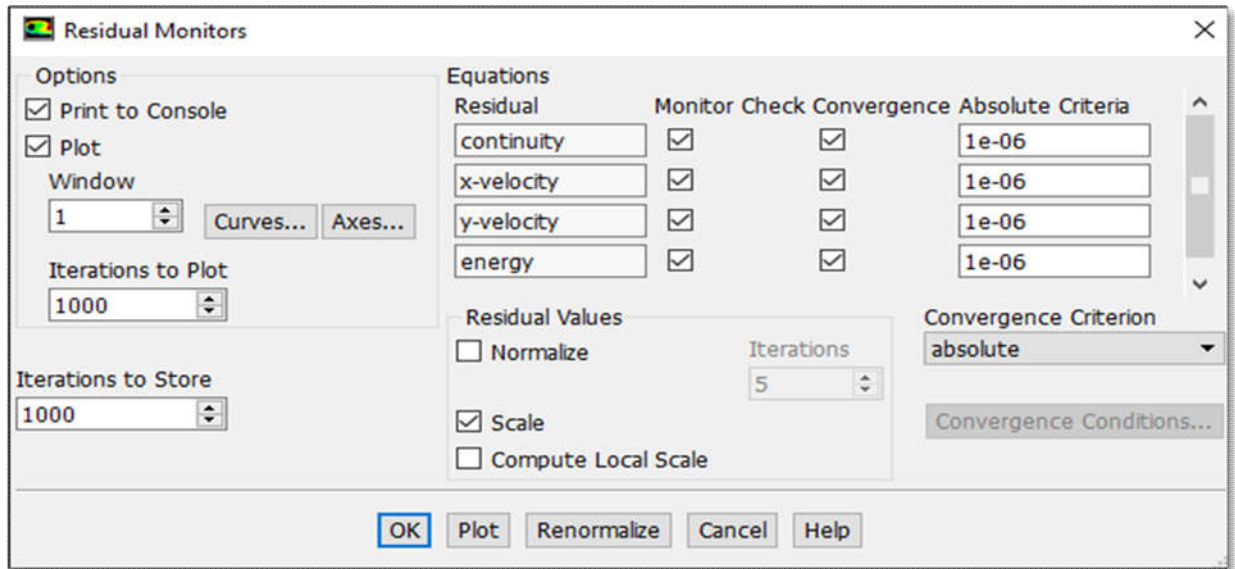 Residual Monitors
Options
Print to Console
Plot
Window
1
Curves...
Axes...
Iterations to Plot
1000
Iterations to Store
1000
Equations
Residual Monitor Check Convergence Absolute Criteria
continuity 1e-06
x-velocity 1e-06
y-velocity 1e-06
energy 1e-06
Residual Values
Normalize
Iterations
5
Scale
Compute Local Scale
Convergence Criterion
absolute
Convergence Conditions...
OK Plot Renormalize Cancel Help